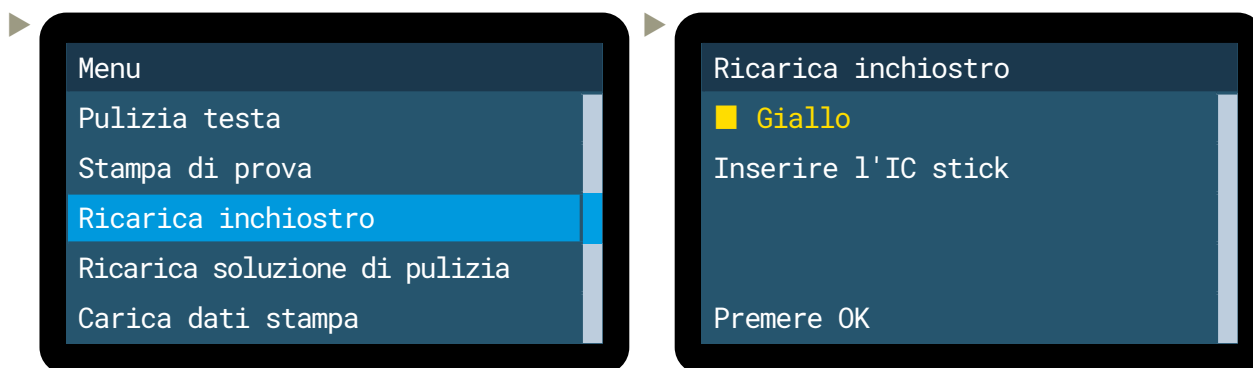 Menu
Pulizia testa
Stampa di prova
Ricarica inchiostro
Ricarica soluzione di pulizia
Carica dati stampa
Ricarica inchiostro
Giallo
Inserire l'IC stick
Premere OK